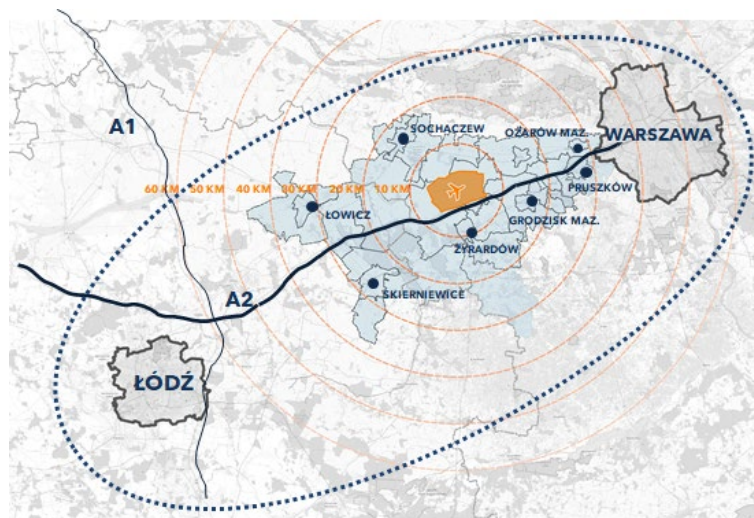 A1
SOCHACZEW
OŻARÓW MAZ.
WARSZAWA
60 KM
50 KM
40 KM
30 KM
20 KM
10 KM
PRUSZKÓW
ŁOWICZ
GRODZISK MAZ.
ŻYRARDÓW
A2
SKIERNIEWICE
ŁÓDŹ